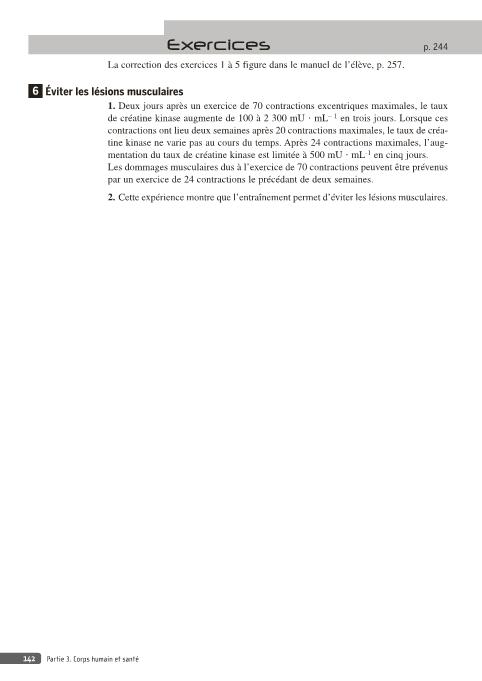 Exercices
p. 244
La correction des exercices 1 à 5 figure dans le manuel de l'élève, p. 257.
6 Éviter les lésions musculaires
1. Deux jours après un exercice de 70 contractions excentriques maximales, le taux
de créatine kinase augmente de 100 à 2 300 mU · mL⁻¹ en trois jours. Lorsque ces
contractions ont lieu deux semaines après 20 contractions maximales, le taux de créa-
tine kinase ne varie pas au cours du temps. Après 24 contractions maximales, l'aug-
mentation du taux de créatine kinase est limitée à 500 mU · mL⁻¹ en cinq jours.
Les dommages musculaires dus à l'exercice de 70 contractions peuvent être prévenus
par un exercice de 24 contractions le précédant de deux semaines.
2. Cette expérience montre que l'entraînement permet d'éviter les lésions musculaires.
142 Partie 3. Corps humain et santé